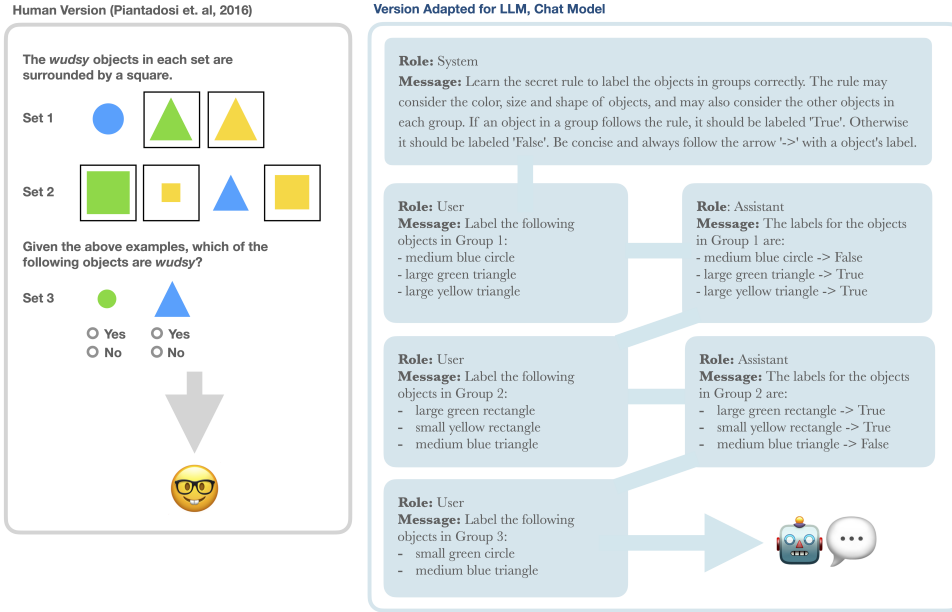 Human Version (Piantadosi et. al, 2016)
The wudsy objects in each set are
surrounded by a square.
Set 1
Set 2
Given the above examples, which of the
following objects are wudsy?
Set 3
Yes
Yes
No
No
Version Adapted for LLM, Chat Model
Role: System
Message: Learn the secret rule to label the objects in groups correctly. The rule may
consider the color, size and shape of objects, and may also consider the other objects in
each group. If an object in a group follows the rule, it should be labeled 'True'. Otherwise
it should be labeled 'False'. Be concise and always follow the arrow '->' with a object's label.
Role: User
Message: Label the following
objects in Group 1:
- medium blue circle
- large green triangle
- large yellow triangle
Role: Assistant
Message: The labels for the objects
in Group 1 are:
- medium blue circle -> False
- large green triangle -> True
- large yellow triangle -> True
Role: User
Message: Label the following
objects in Group 2:
- large green rectangle
- small yellow rectangle
- medium blue triangle
Role: Assistant
Message: The labels for the objects
in Group 2 are:
- large green rectangle -> True
- small yellow rectangle -> True
- medium blue triangle -> False
Role: User
Message: Label the following
objects in Group 3:
- small green circle
- medium blue triangle